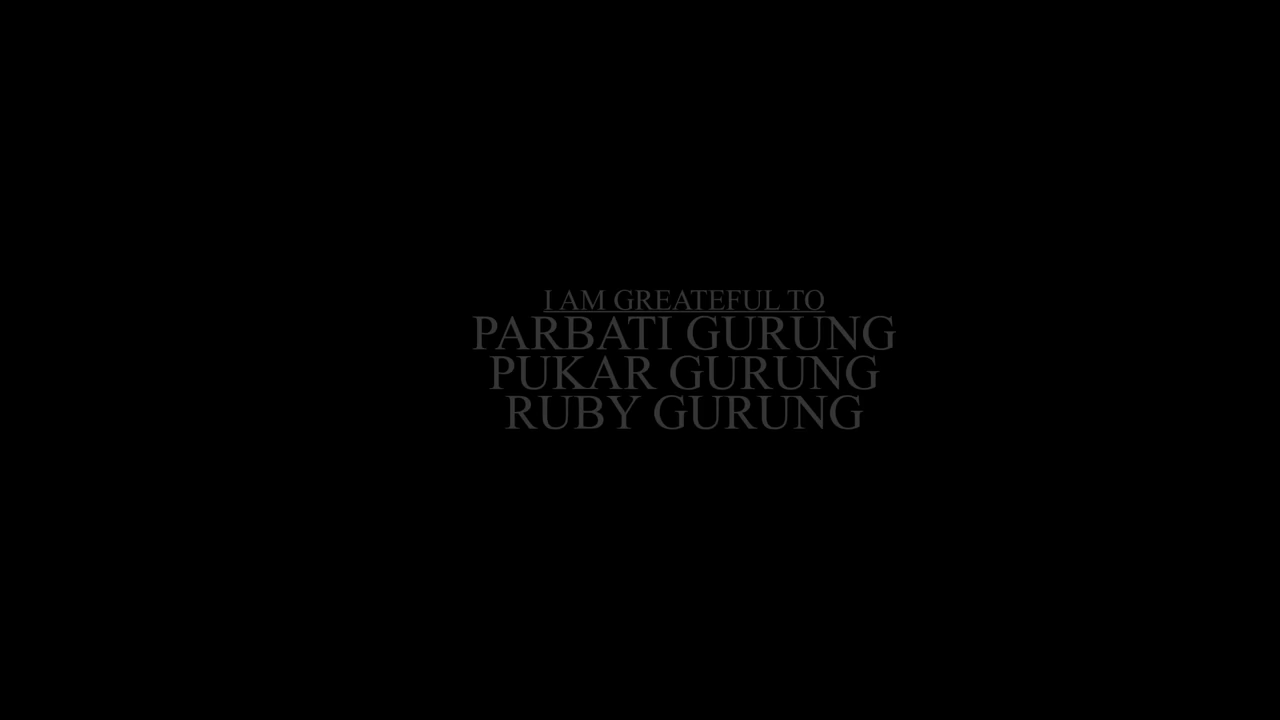 I AM GREATEFUL TO
PARBATI GURUNG
PUKAR GURUNG
RUBY GURUNG